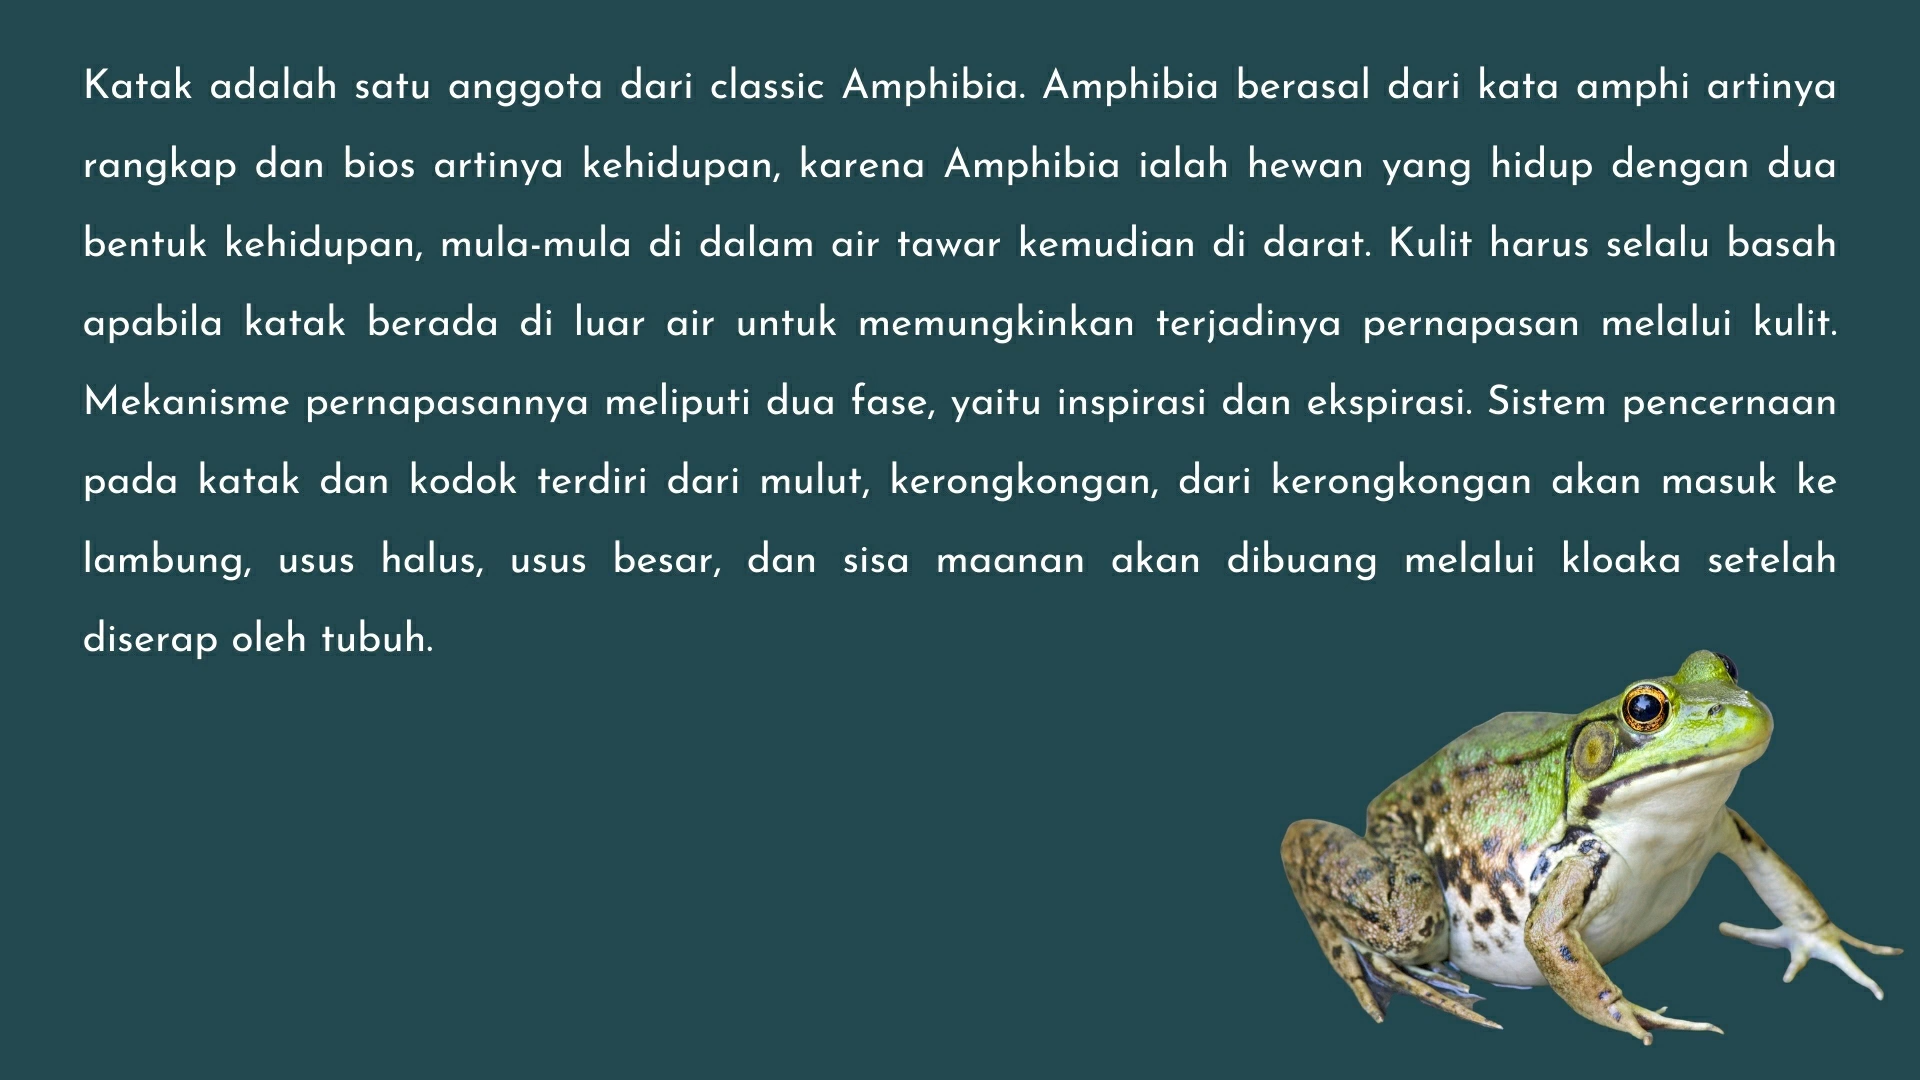 Katak adalah satu anggota dari classic Amphibia. Amphibia berasal dari kata amphi artinya
rangkap dan bios artinya kehidupan, karena Amphibia ialah hewan yang hidup dengan dua
bentuk kehidupan, mula-mula di dalam air tawar kemudian di darat. Kulit harus selalu basah
apabila katak berada di luar air untuk memungkinkan terjadinya pernapasan melalui kulit.
Mekanisme pernapasannya meliputi dua fase, yaitu inspirasi dan ekspirasi. Sistem pencernaan
pada katak dan kodok terdiri dari mulut, kerongkongan, dari kerongkongan akan masuk ke
lambung, usus halus, usus besar, dan sisa maanan akan dibuang melalui kloaka setelah
diserap oleh tubuh.